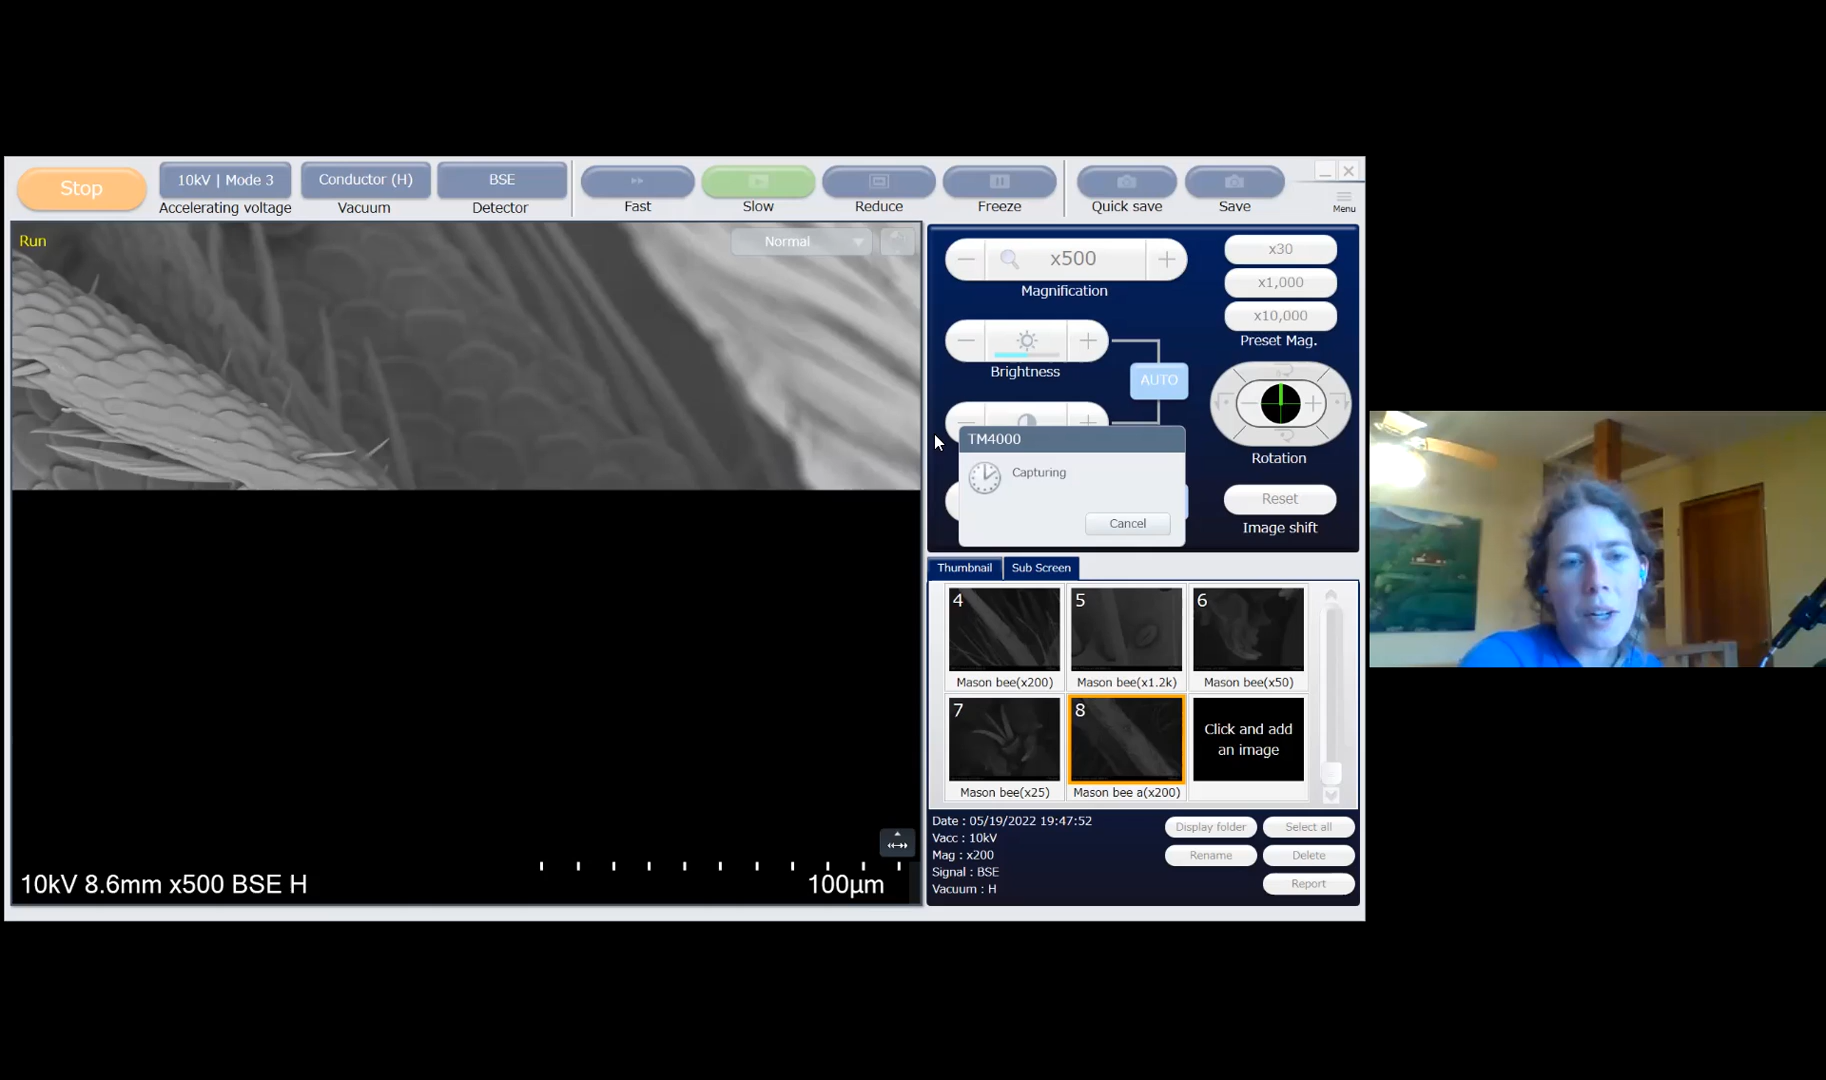 Stop
10kV | Mode 3
Accelerating voltage
Conductor (H)
Vacuum
BSE
Detector
Fast
Slow
Reduce
Freeze
Quick save
Save
Menu
Run
Normal
x500
Magnification
x30
x1,000
x10,000
Preset Mag.
Brightness
AUTO
Rotation
Reset
Image shift
TM4000
Capturing
Cancel
Thumbnail
Sub Screen
4
Mason bee(x200)
5
Mason bee(x1.2k)
6
Mason bee(x50)
7
Mason bee(x25)
8
Mason bee a(x200)
Click and add
an image
Date : 05/19/2022 19:47:52
Vacc : 10kV
Mag : x200
Signal : BSE
Vacuum : H
Display folder
Select all
Rename
Delete
Report
10kV 8.6mm x500 BSE H
100μm